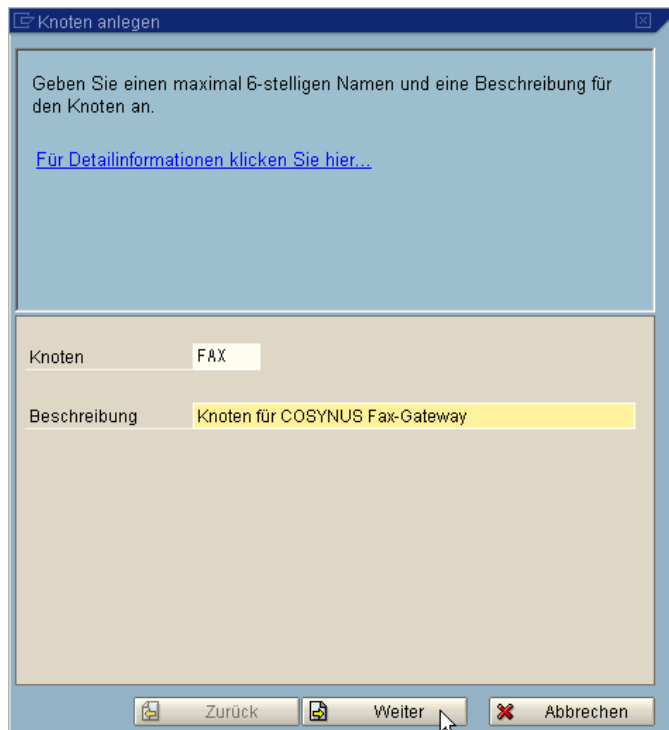 Knoten anlegen
Geben Sie einen maximal 6-stelligen Namen und eine Beschreibung für
den Knoten an.
Für Detailinformationen klicken Sie hier...
Knoten FAX
Beschreibung Knoten für COSYNUS Fax-Gateway
Zurück Weiter Abbrechen